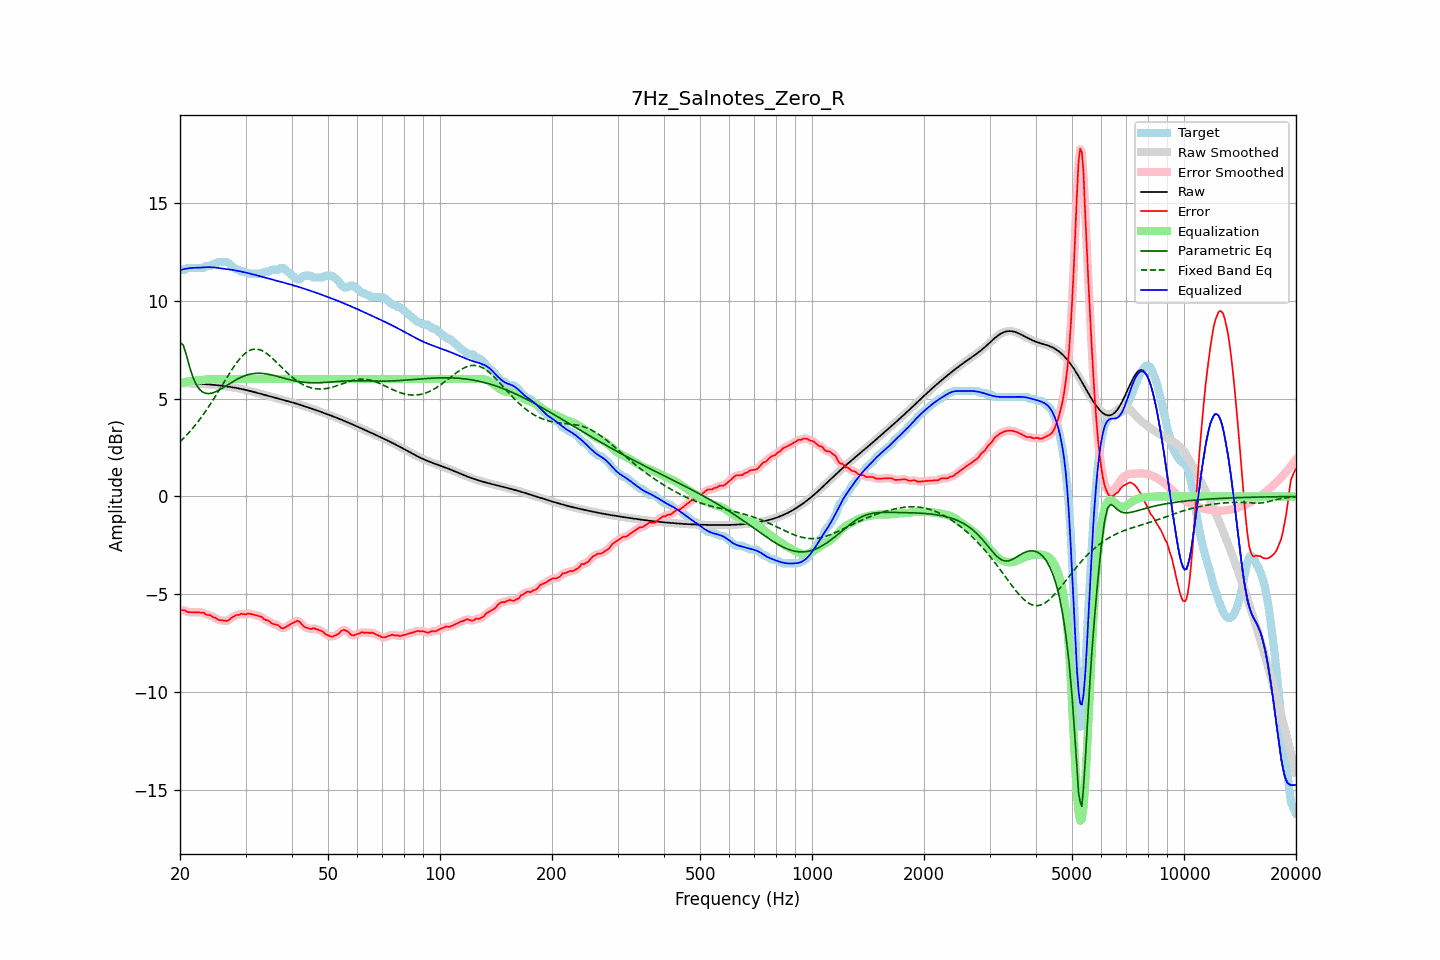 7Hz_Salnotes_Zero_R
Amplitude (dBr)
15
10
5
0
−5
−10
−15
Target
Raw Smoothed
Error Smoothed
Raw
Error
Equalization
Parametric Eq
Fixed Band Eq
Equalized
20 50 100 200 500 1000 2000 5000 10000 20000
Frequency (Hz)